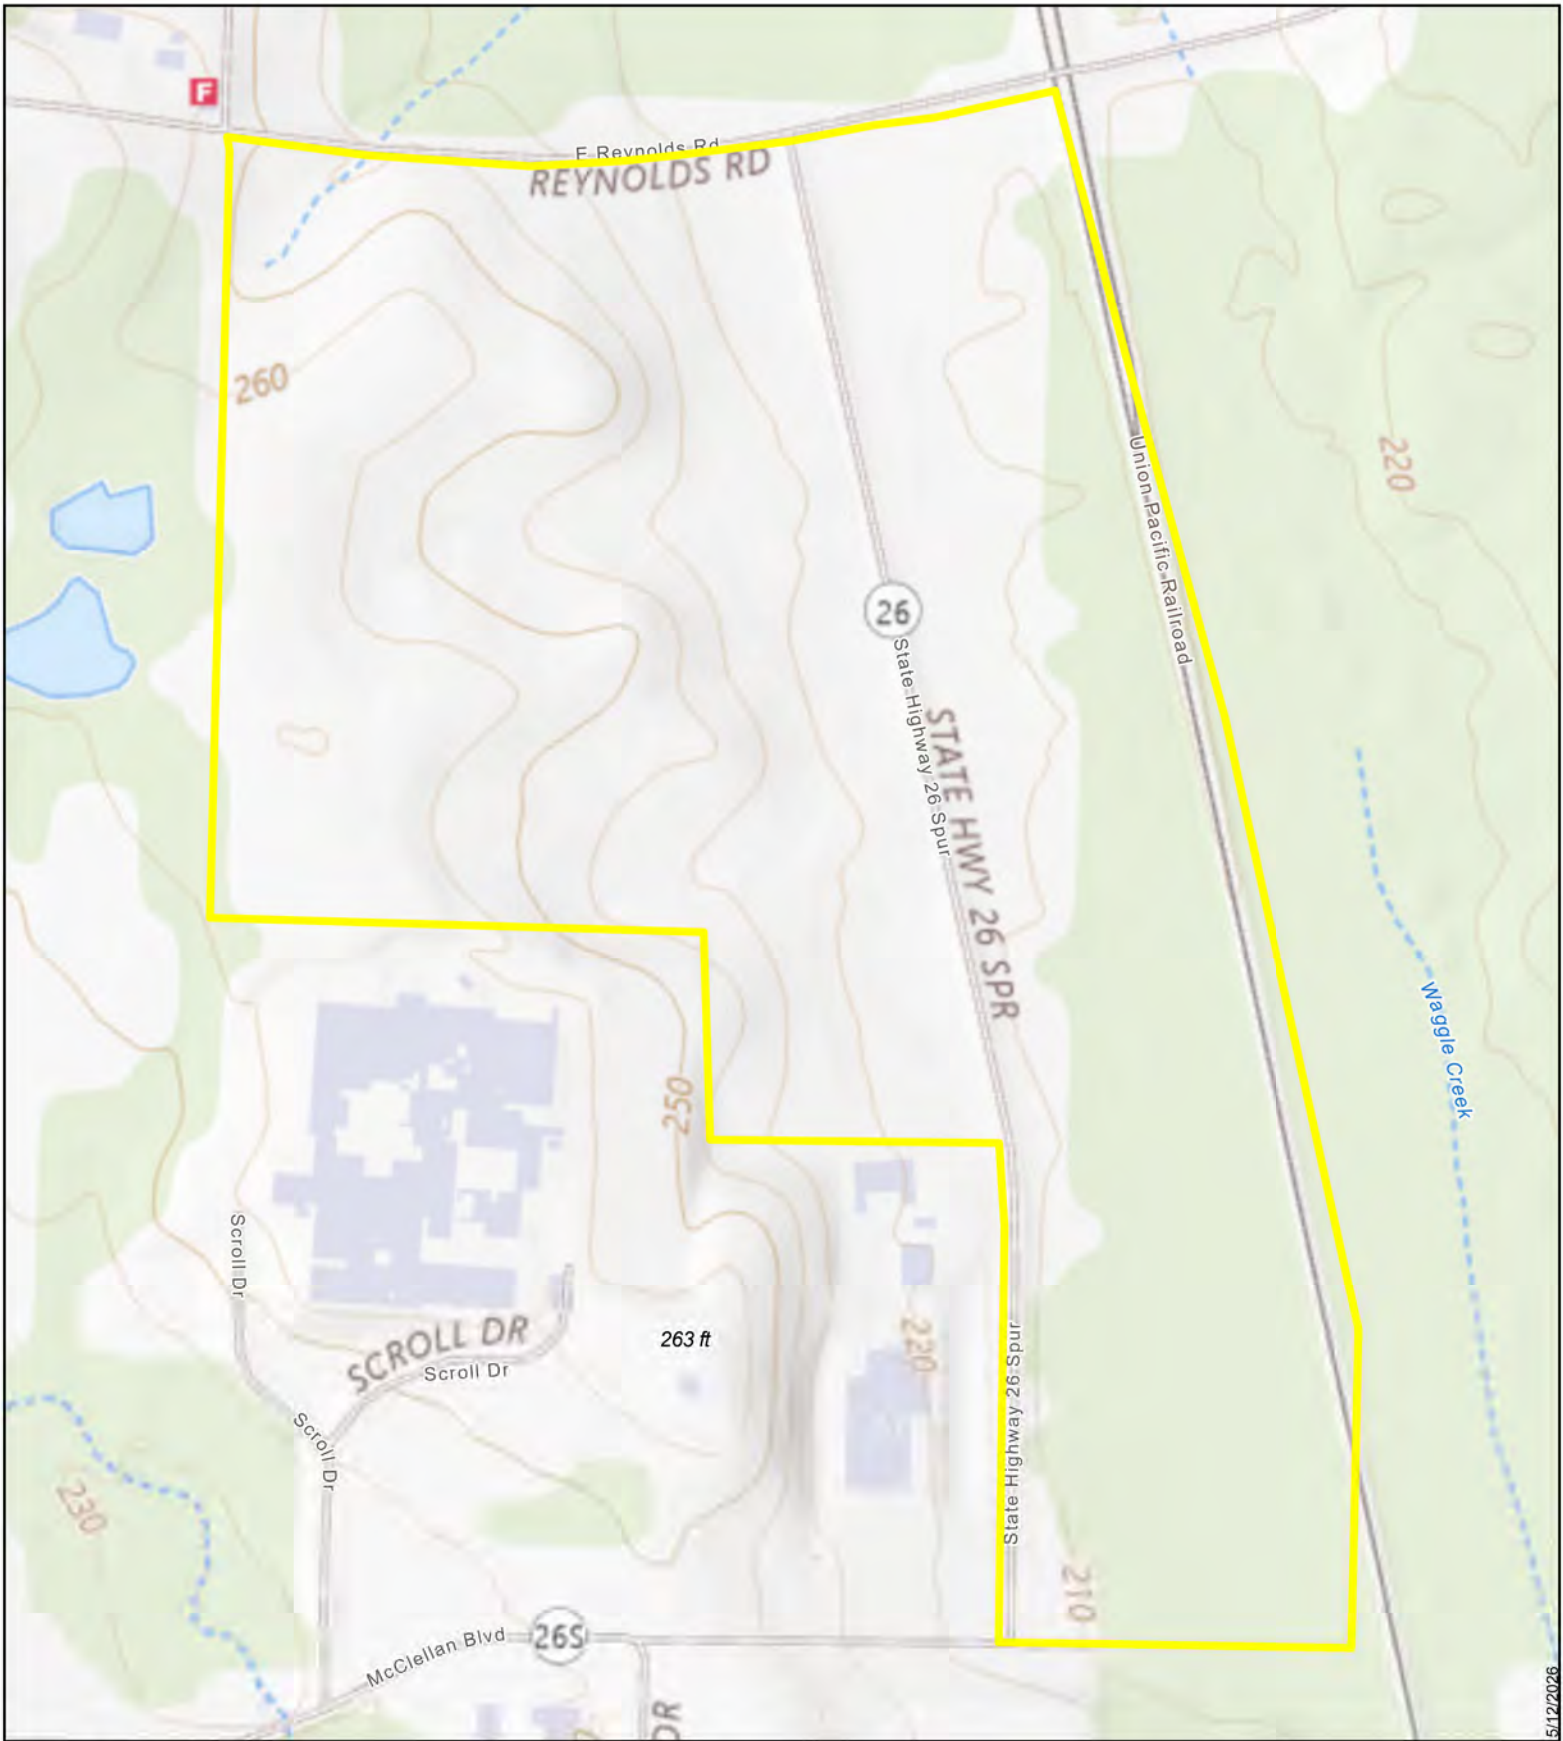 F
E Reynolds Rd
REYNOLDS RD
260
220
Union Pacific Railroad
26
State Highway 26 Spur
STATE HWY 26 SPR
Waggle Creek
250
Scroll Dr
SCROLL DR
Scroll Dr
263 ft
220
State Highway 26 Spur
Scroll Dr
230
210
26S
McClellan Blvd
DR
5/12/2026